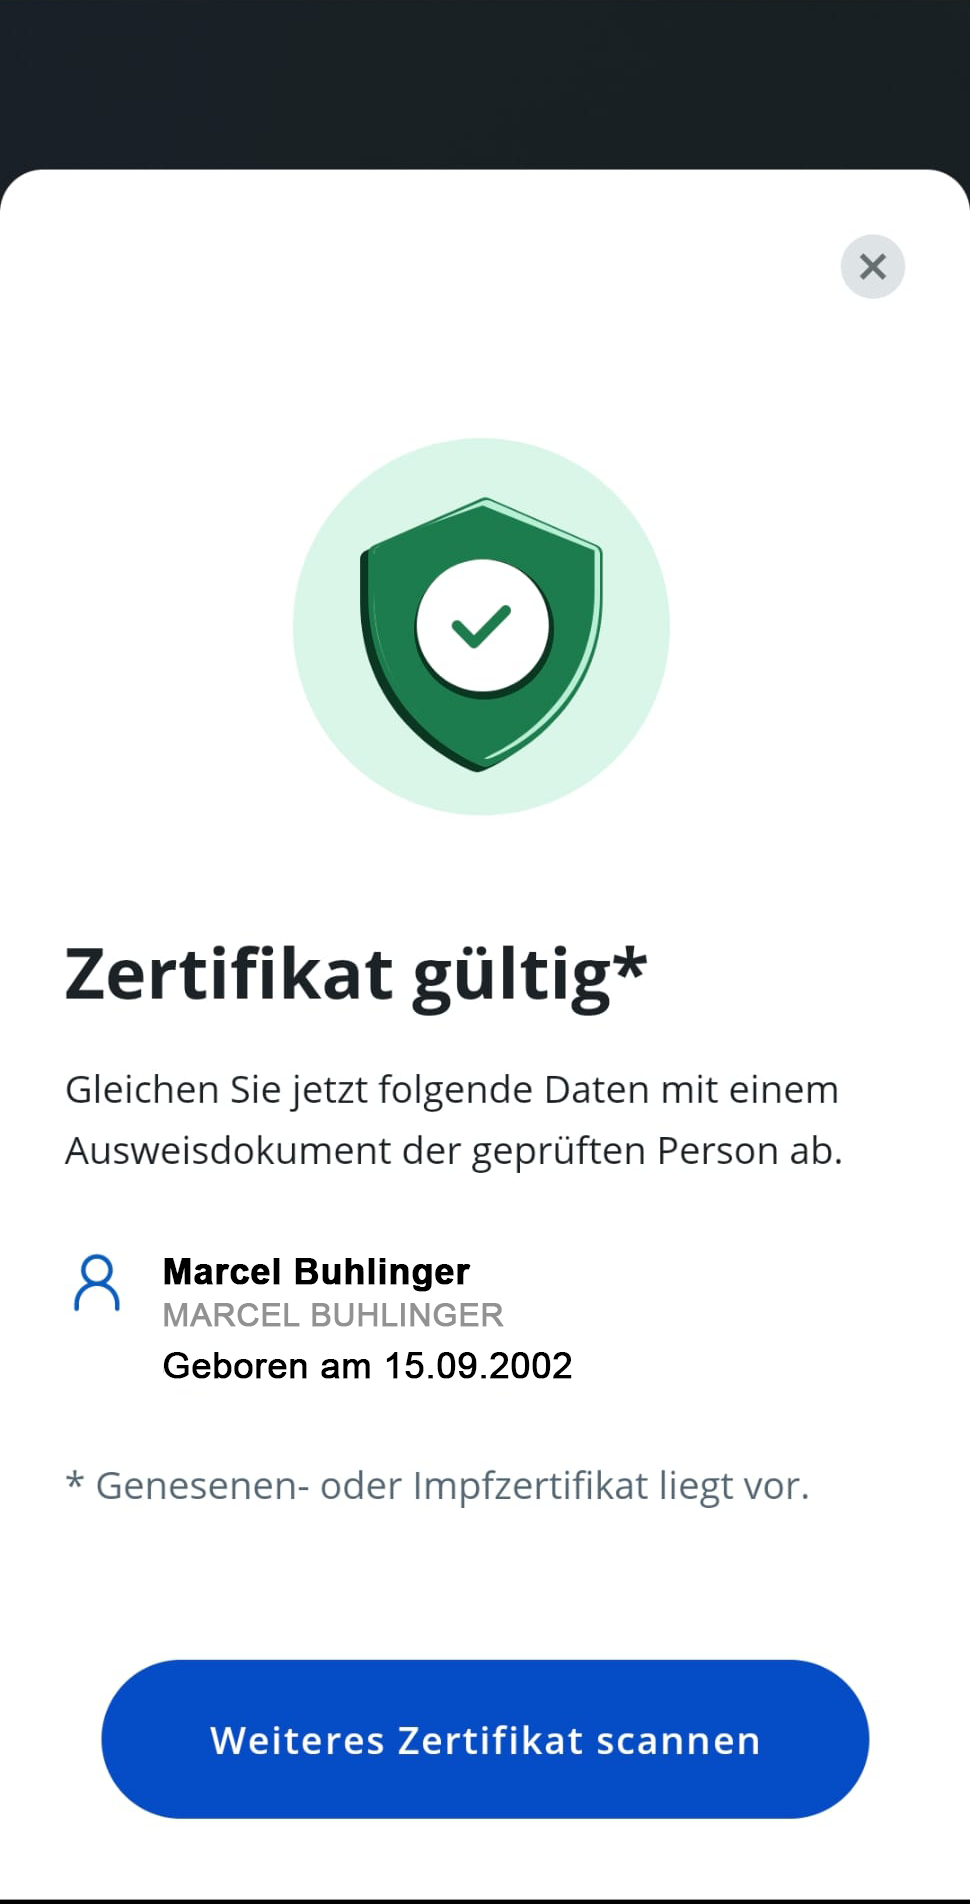 Zertifikat gültig*
Gleichen Sie jetzt folgende Daten mit einem
Ausweisdokument der geprüften Person ab.
Marcel Buhlinger
MARCEL BUHLINGER
Geboren am 15.09.2002
* Genesenen- oder Impfzertifikat liegt vor.
Weiteres Zertifikat scannen